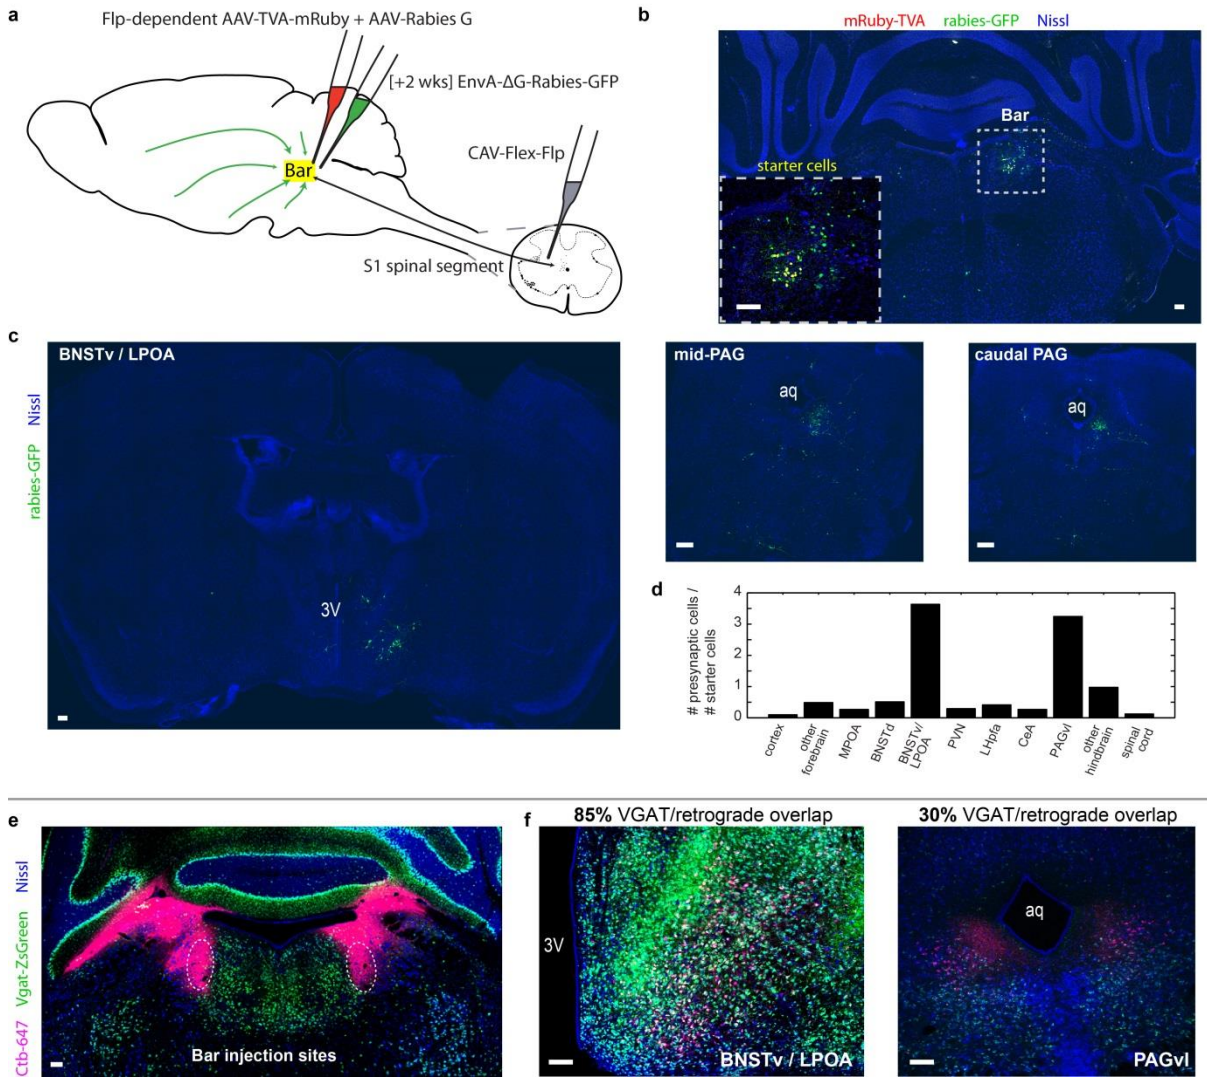 a
Flp-dependent AAV-TVA-mRuby + AAV-Rabies G
[+2 wks] EnvA-ΔG-Rabies-GFP
CAV-Flex-Flp
Bar
S1 spinal segment
b
mRuby-TVA rabies-GFP Nissl
Bar
starter cells
c
rabies-GFP Nissl
BNSTv / LPOA
3V
mid-PAG
aq
caudal PAG
aq
d
# presynaptic cells /
# starter cells
4
3
2
1
0
cortex
other
forebrain
MPOA
BNSTd
BNSTv/
LPOA
PVN
LHpfa
CeA
PAGvl
other
hindbrain
spinal
cord
e
Ctb-647 Vgat-ZsGreen Nissl
Bar injection sites
f
85% VGAT/retrograde overlap
3V
BNSTv / LPOA
30% VGAT/retrograde overlap
aq
PAGvl